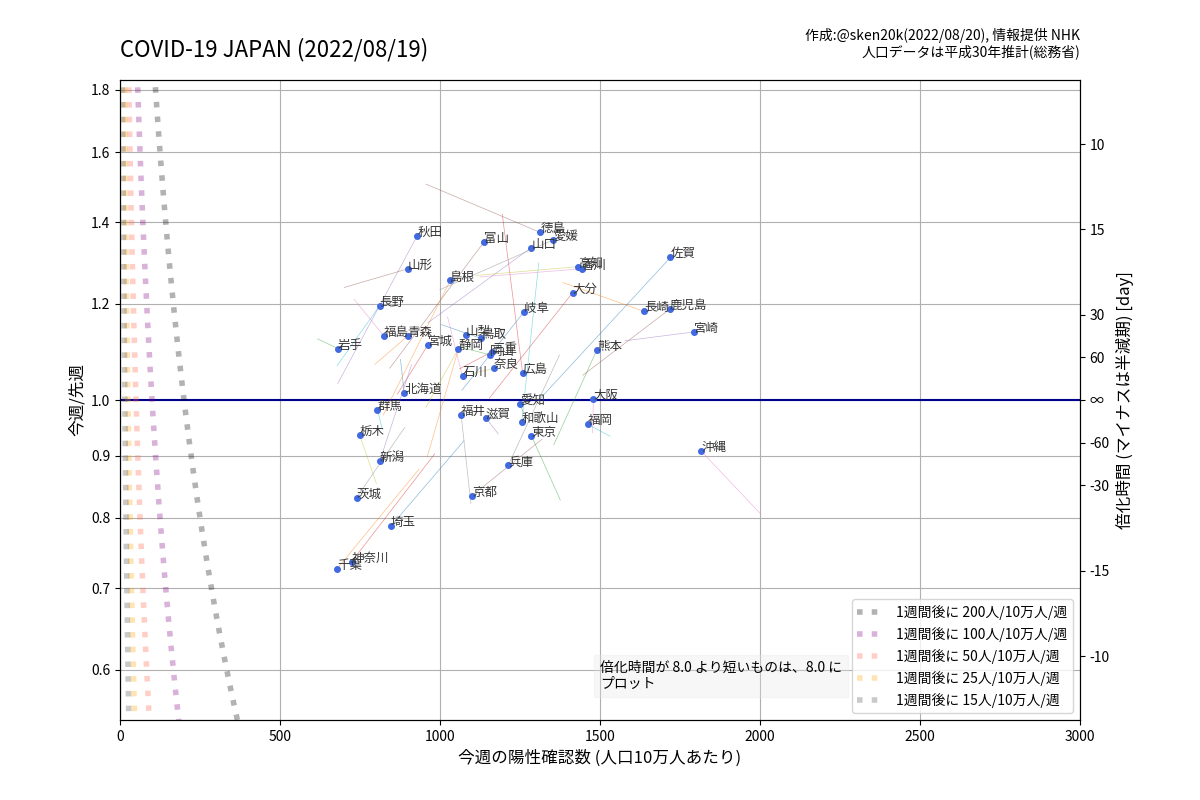 COVID-19 JAPAN (2022/08/19)
作成:@sken20k(2022/08/20), 情報提供 NHK
人口データは平成30年推計(総務省)
今週/先週
1.8
1.6
1.4
1.2
1.0
0.9
0.8
0.7
0.6
徳島
愛媛
秋田
冨山
山口
佐賀
高知
香川
山形
島根
大分
長野
岐阜
長崎
鹿児島
宮崎
福島
青森
山梨
鳥取
岩手
宮城
静岡
三重
岡山
熊本
奈良
石川
広島
北海道
大阪
愛知
群馬
福井
滋賀
和歌山
福岡
栃木
東京
沖縄
新潟
兵庫
茨城
京都
埼玉
神奈川
千葉
10
15
30
60
∞
-60
-30
-15
-10
倍化時間 (マイナスは半減期) [day]
倍化時間が 8.0 より短いものは、8.0 に
プロット
1週間後に 200人/10万人/週
1週間後に 100人/10万人/週
1週間後に 50人/10万人/週
1週間後に 25人/10万人/週
1週間後に 15人/10万人/週
0 500 1000 1500 2000 2500 3000
今週の陽性確認数 (人口10万人あたり)